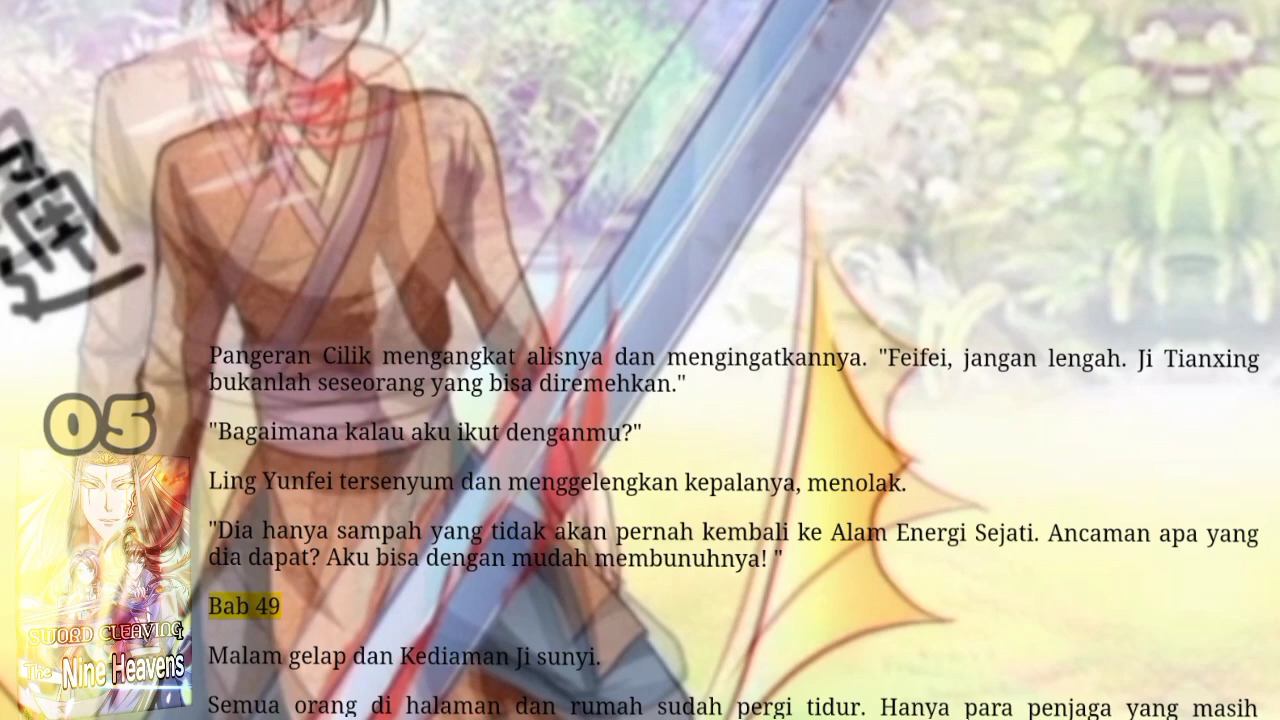 Pangeran Cilik mengangkat alisnya dan mengingatkannya. "Feifei, jangan lengah. Ji Tianxing
bukanlah seseorang yang bisa diremehkan."
"Bagaimana kalau aku ikut denganmu?"
Ling Yunfei tersenyum dan menggelengkan kepalanya, menolak.
"Dia hanya sampah yang tidak akan pernah kembali ke Alam Energi Sejati. Ancaman apa yang
dia dapat? Aku bisa dengan mudah membunuhnya! "
Bab 49
Malam gelap dan Kediaman Ji sunyi.
Semua orang di halaman dan rumah sudah pergi tidur. Hanya para penjaga yang masih
05
SWORD CLEAVING
The Nine Heavens